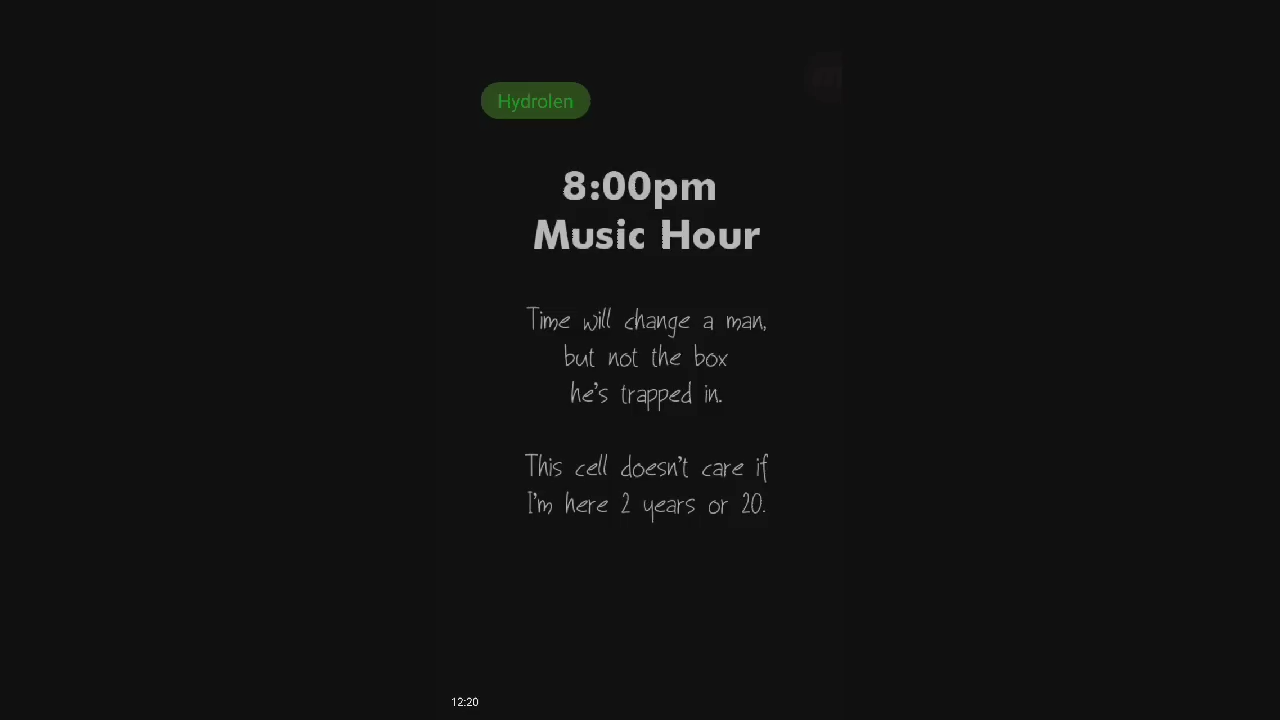 Hydrolen
8:00pm
Music Hour
Time will change a man,
but not the box
he's trapped in.
This cell doesn't care if
I'm here 2 years or 20.
12:20